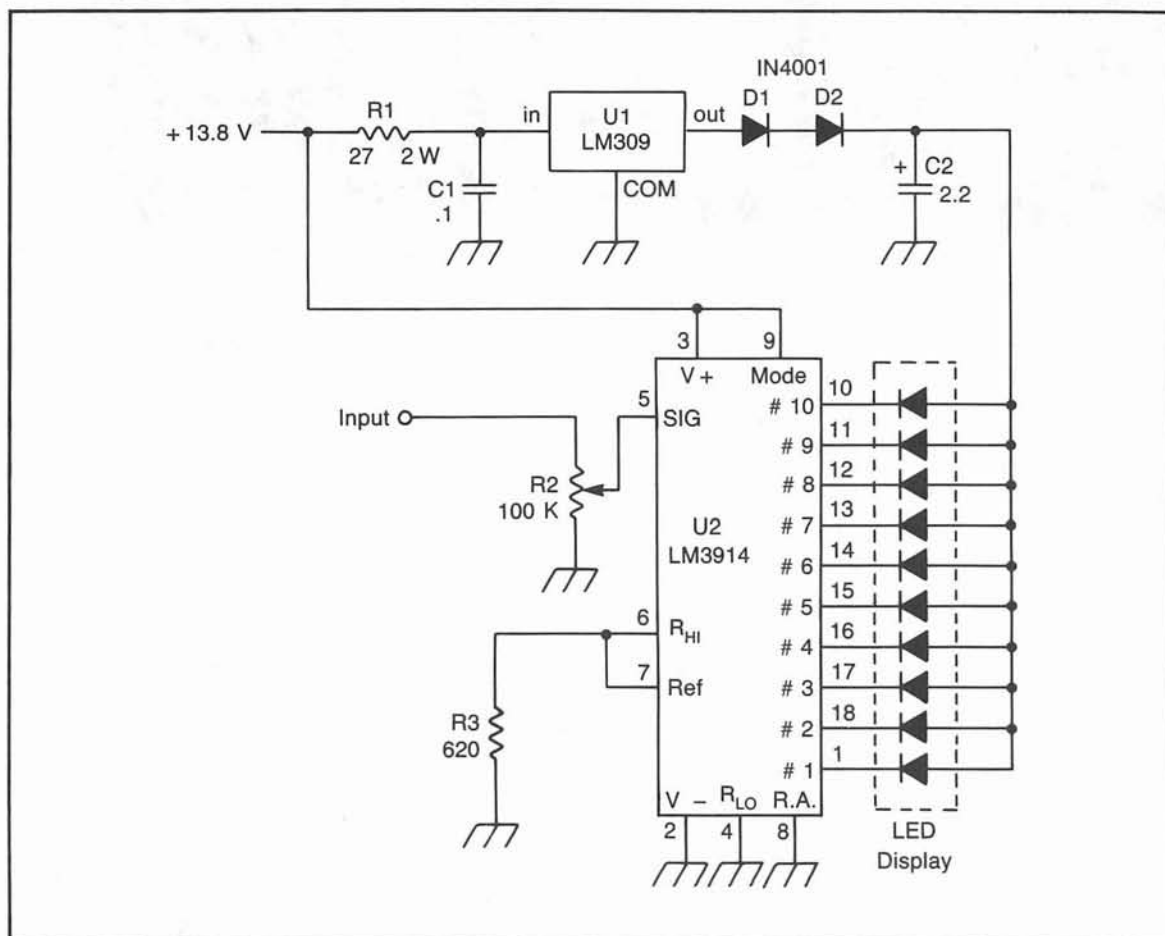 IN4001
D1 D2
+ 13.8 V
R1
27 2 W
in
U1
LM309
out
COM
C1
.1
+ C2
2.2
3 9
V + Mode
Input
5
SIG
R2
100 K
U2
LM3914
6
R HI
7
Ref
R3
620
# 10 10
# 9 11
# 8 12
# 7 13
# 6 14
# 5 15
# 4 16
# 3 17
# 2 18
# 1 1
V – R LO R.A.
2 4 8
LED
Display